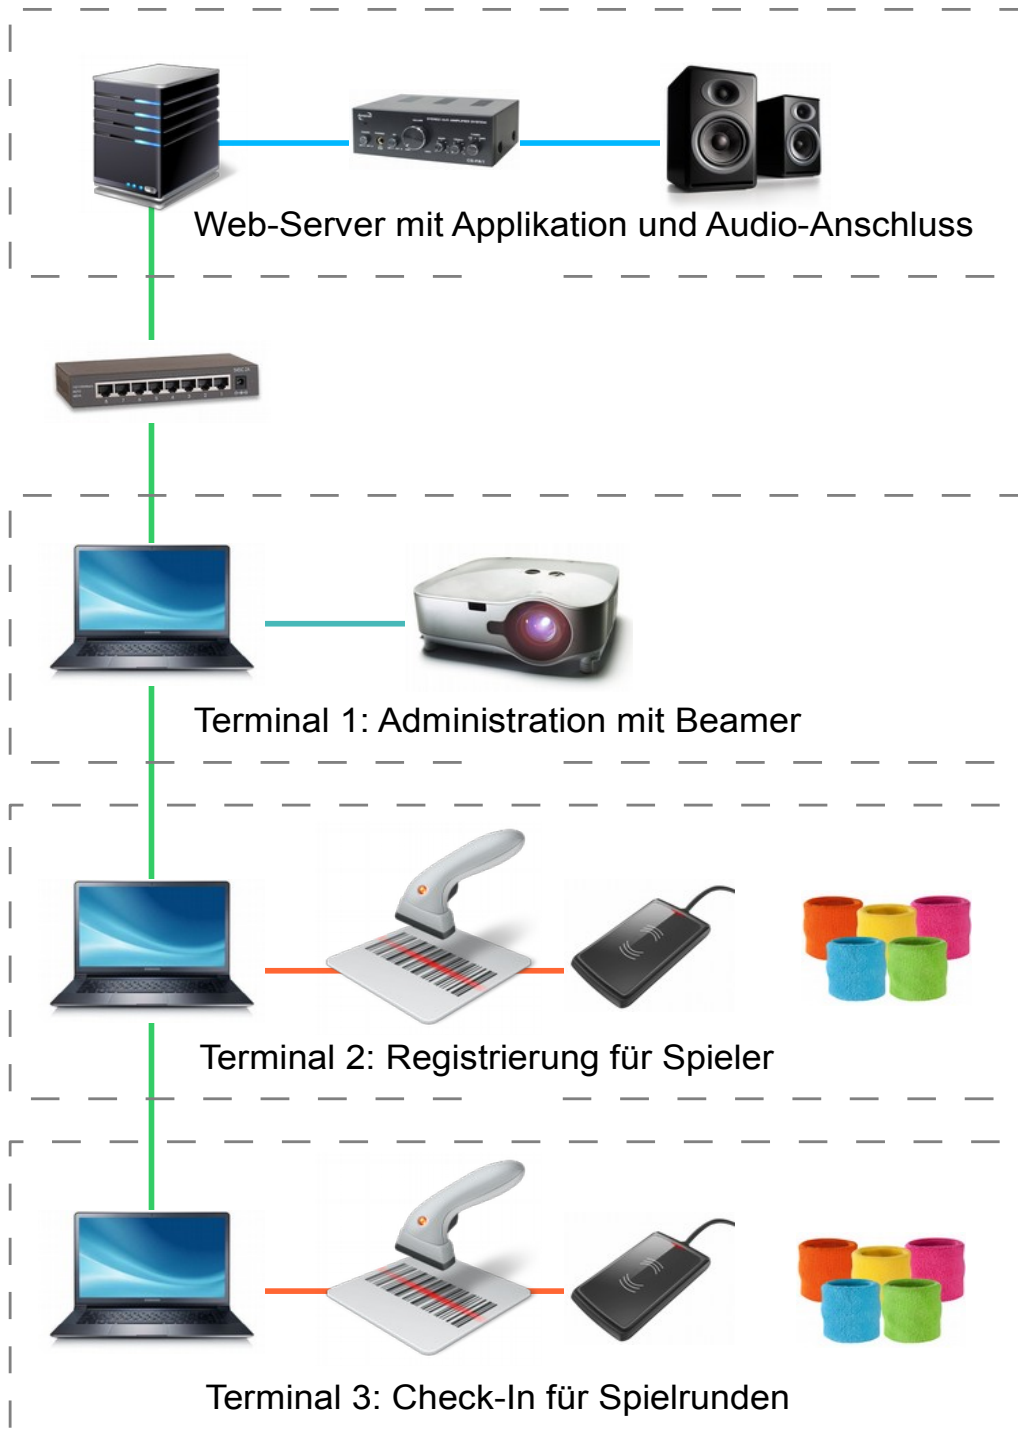 Web-Server mit Applikation und Audio-Anschluss
Terminal 1: Administration mit Beamer
Terminal 2: Registrierung für Spieler
Terminal 3: Check-In für Spielrunden